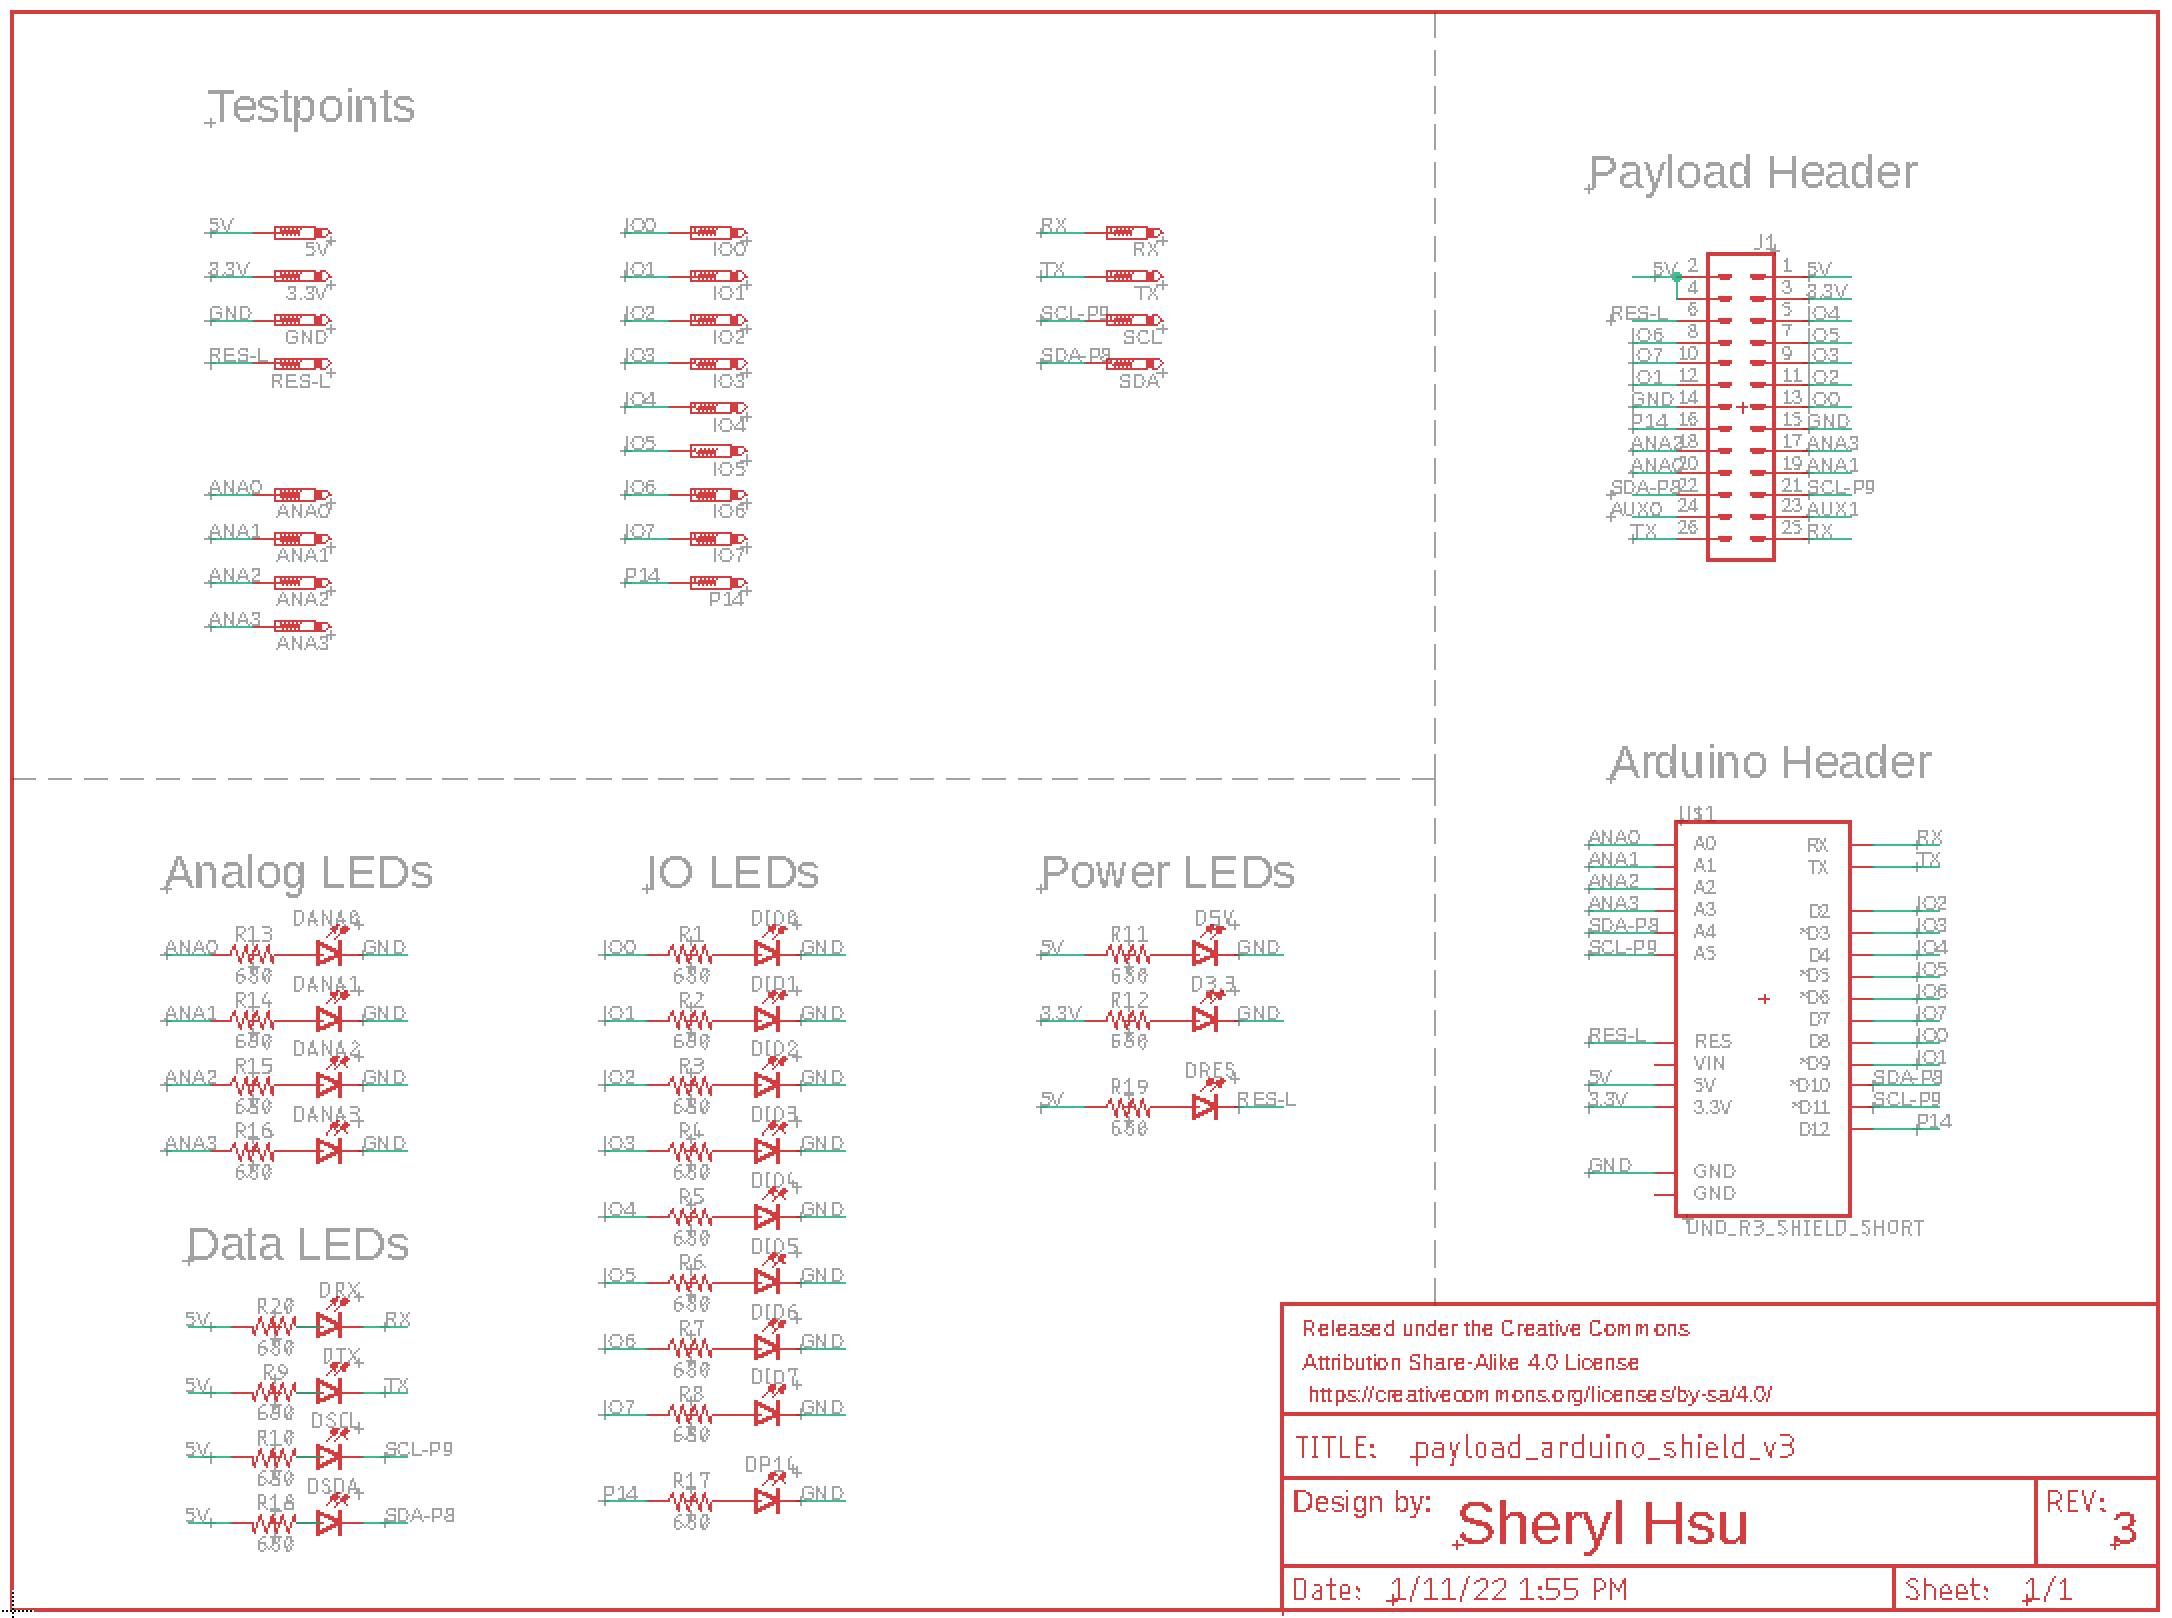 Testpoints
5V 5V
3.3V 3.3V
GND GND
RES-L RES-L
ANA0 ANA0
ANA1 ANA1
ANA2 ANA2
ANA3 ANA3
IO0 IO0
IO1 IO1
IO2 IO2
IO3 IO3
IO4 IO4
IO5 IO5
IO6 IO6
IO7 IO7
P14 P14
RX RX
TX TX
SCL-P9 SCL
SDA-P8 SDA
Payload Header
J1
5V 2 1 5V
4 3 3.3V
RES-L 6 5 IO4
IO6 8 7 IO5
IO7 10 9 IO3
IO1 12 11 IO2
GND 14 13 IO0
P14 16 15 GND
ANA2 18 17 ANA3
ANA0 20 19 ANA1
SDA-P8 22 21 SCL-P9
AUX0 24 23 AUX1
TX 26 25 RX
Arduino Header
U$1
ANA0 A0 RX RX
ANA1 A1 TX TX
ANA2 A2
ANA3 A3 D2 IO2
SDA-P8 A4 *D3 IO3
SCL-P9 A5 D4 IO4
*D5 IO5
*D6 IO6
D7 IO7
RES-L RES D8 IO0
VIN *D9 IO1
5V 5V *D10 SDA-P8
3.3V 3.3V *D11 SCL-P9
D12 P14
GND GND
GND
UNO_R3_SHIELD_SHORT
Analog LEDs
DANA0
ANA0 R13 GND
680
DANA1
ANA1 R14 GND
680
DANA2
ANA2 R15 GND
680
DANA3
ANA3 R16 GND
680
Data LEDs
DRX
5V R20 RX
680
DTX
5V R9 TX
680
DSCL
5V R10 SCL-P9
680
DSDA
5V R18 SDA-P8
680
IO LEDs
DIO0
IO0 R1 GND
680
DIO1
IO1 R2 GND
680
DIO2
IO2 R3 GND
680
DIO3
IO3 R4 GND
680
DIO4
IO4 R5 GND
680
DIO5
IO5 R6 GND
680
DIO6
IO6 R7 GND
680
DIO7
IO7 R8 GND
680
DP14
P14 R17 GND
680
Power LEDs
D5V
5V R11 GND
680
D3.3
3.3V R12 GND
680
DRES
5V R19 RES-L
680
Released under the Creative Commons
Attribution Share-Alike 4.0 License
https://creativecommons.org/licenses/by-sa/4.0/
TITLE: payload_arduino_shield_v3
Design by: Sheryl Hsu
REV: 3
Date: 1/11/22 1:55 PM
Sheet: 1/1